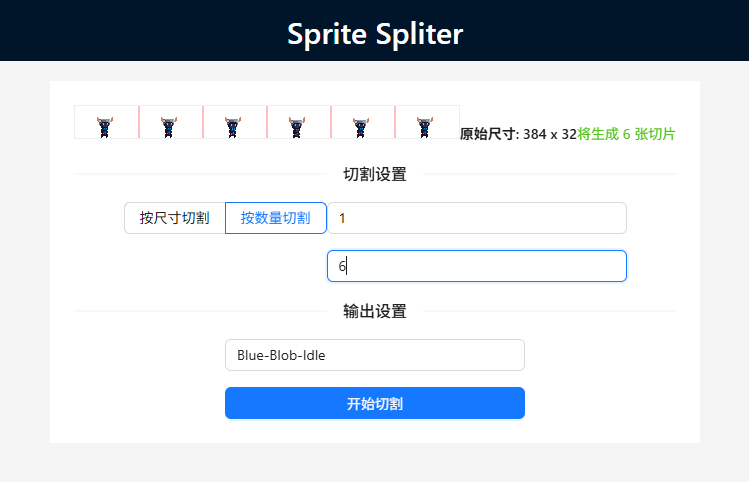 Sprite Spliter
原始尺寸: 384 x 32将生成 6 张切片
切割设置
按尺寸切割 按数量切割 1
6
输出设置
Blue-Blob-Idle
开始切割